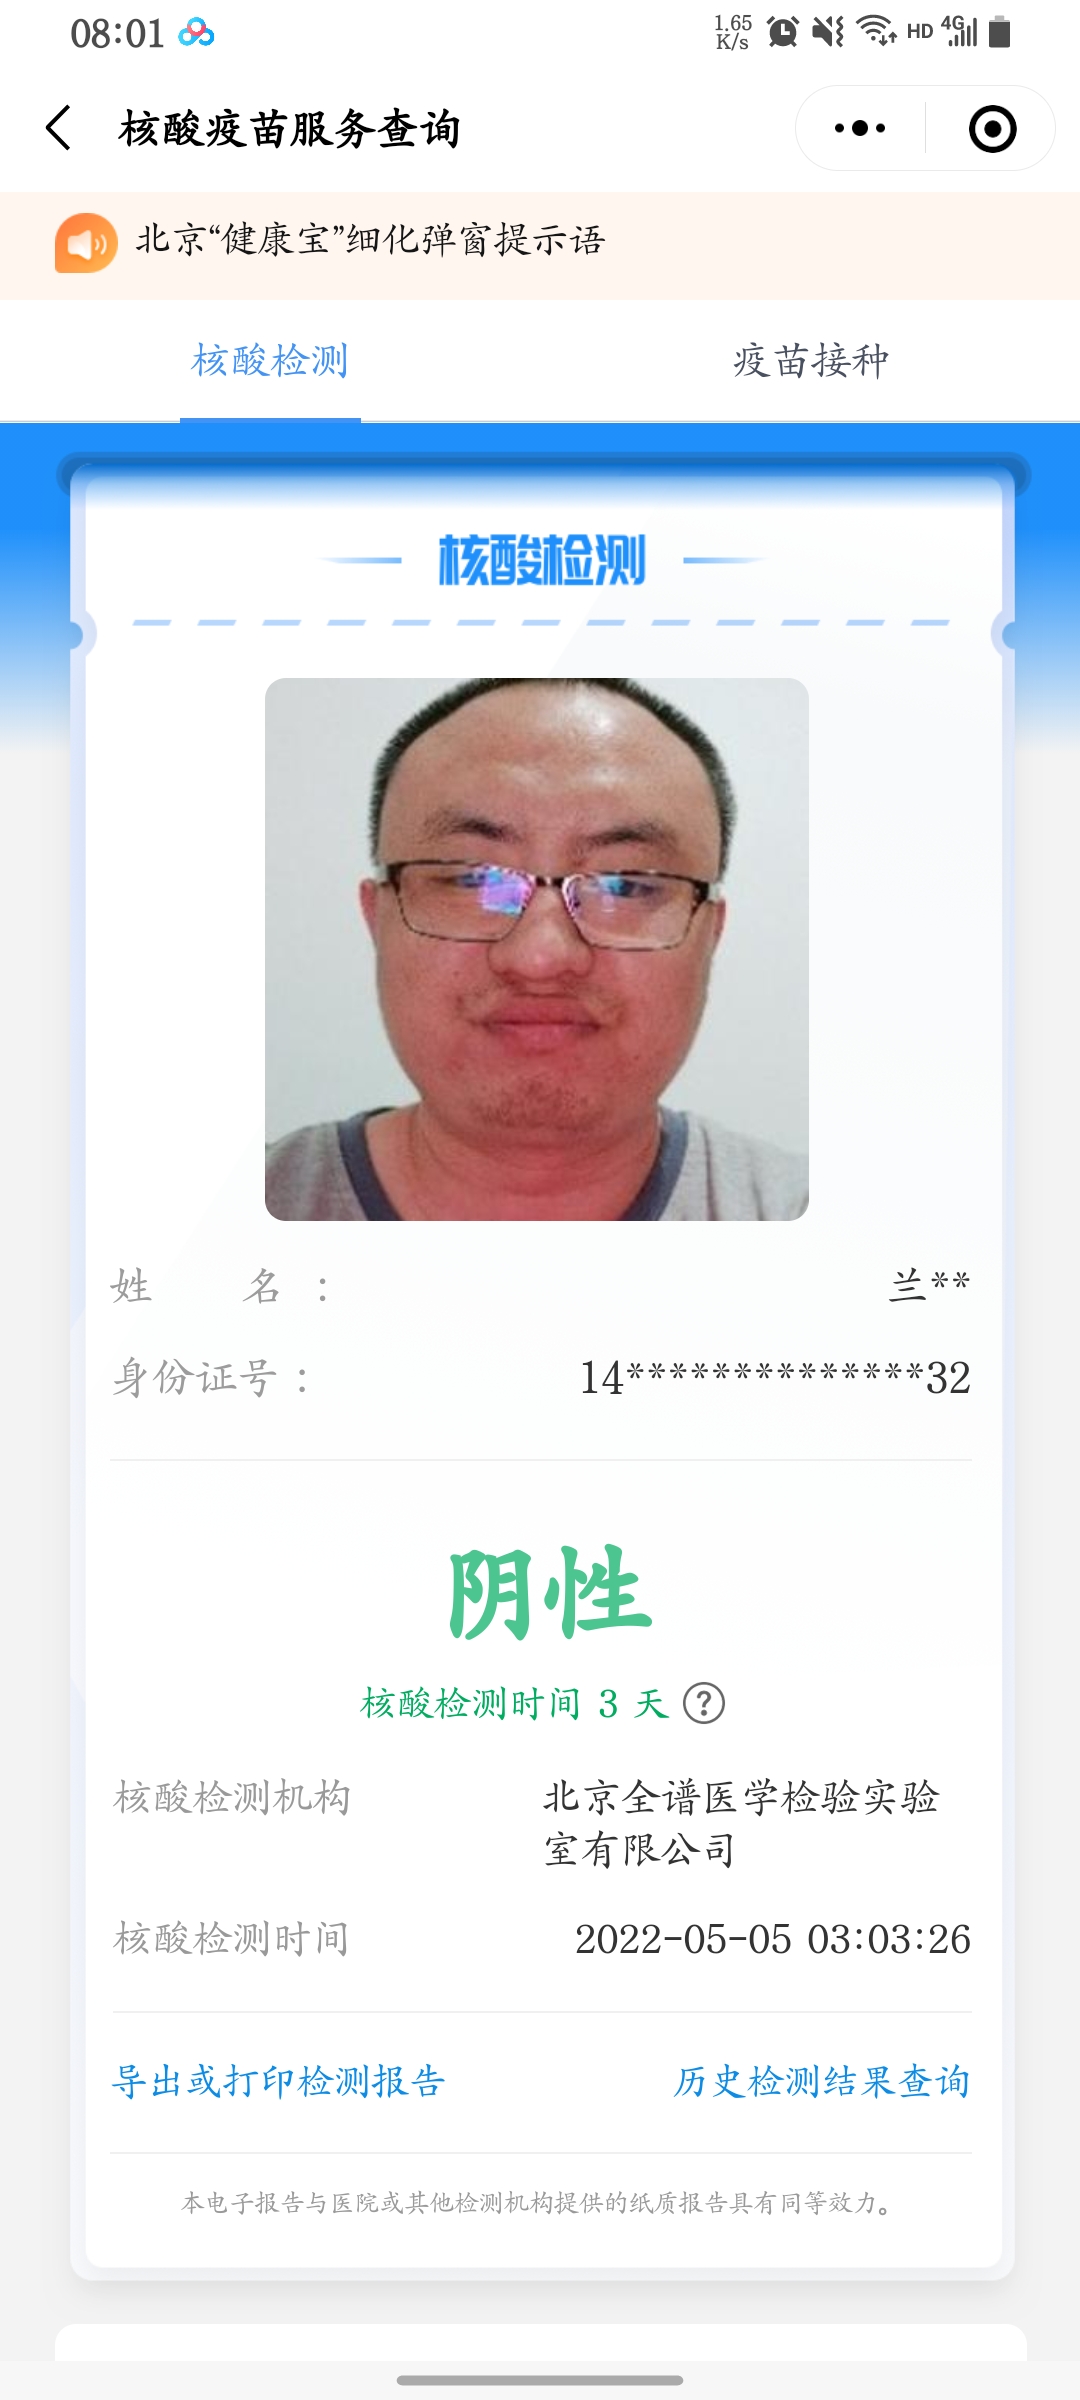 08:01
1.65 K/s HD 4G
核酸疫苗服务查询
北京“健康宝”细化弹窗提示语
核酸检测 疫苗接种
核酸检测
姓 名 : 兰**
身份证号 : 14**************32
阴性
核酸检测时间 3 天 ?
核酸检测机构 北京全谱医学检验实验
室有限公司
核酸检测时间 2022-05-05 03:03:26
导出或打印检测报告 历史检测结果查询
本电子报告与医院或其他检测机构提供的纸质报告具有同等效力。